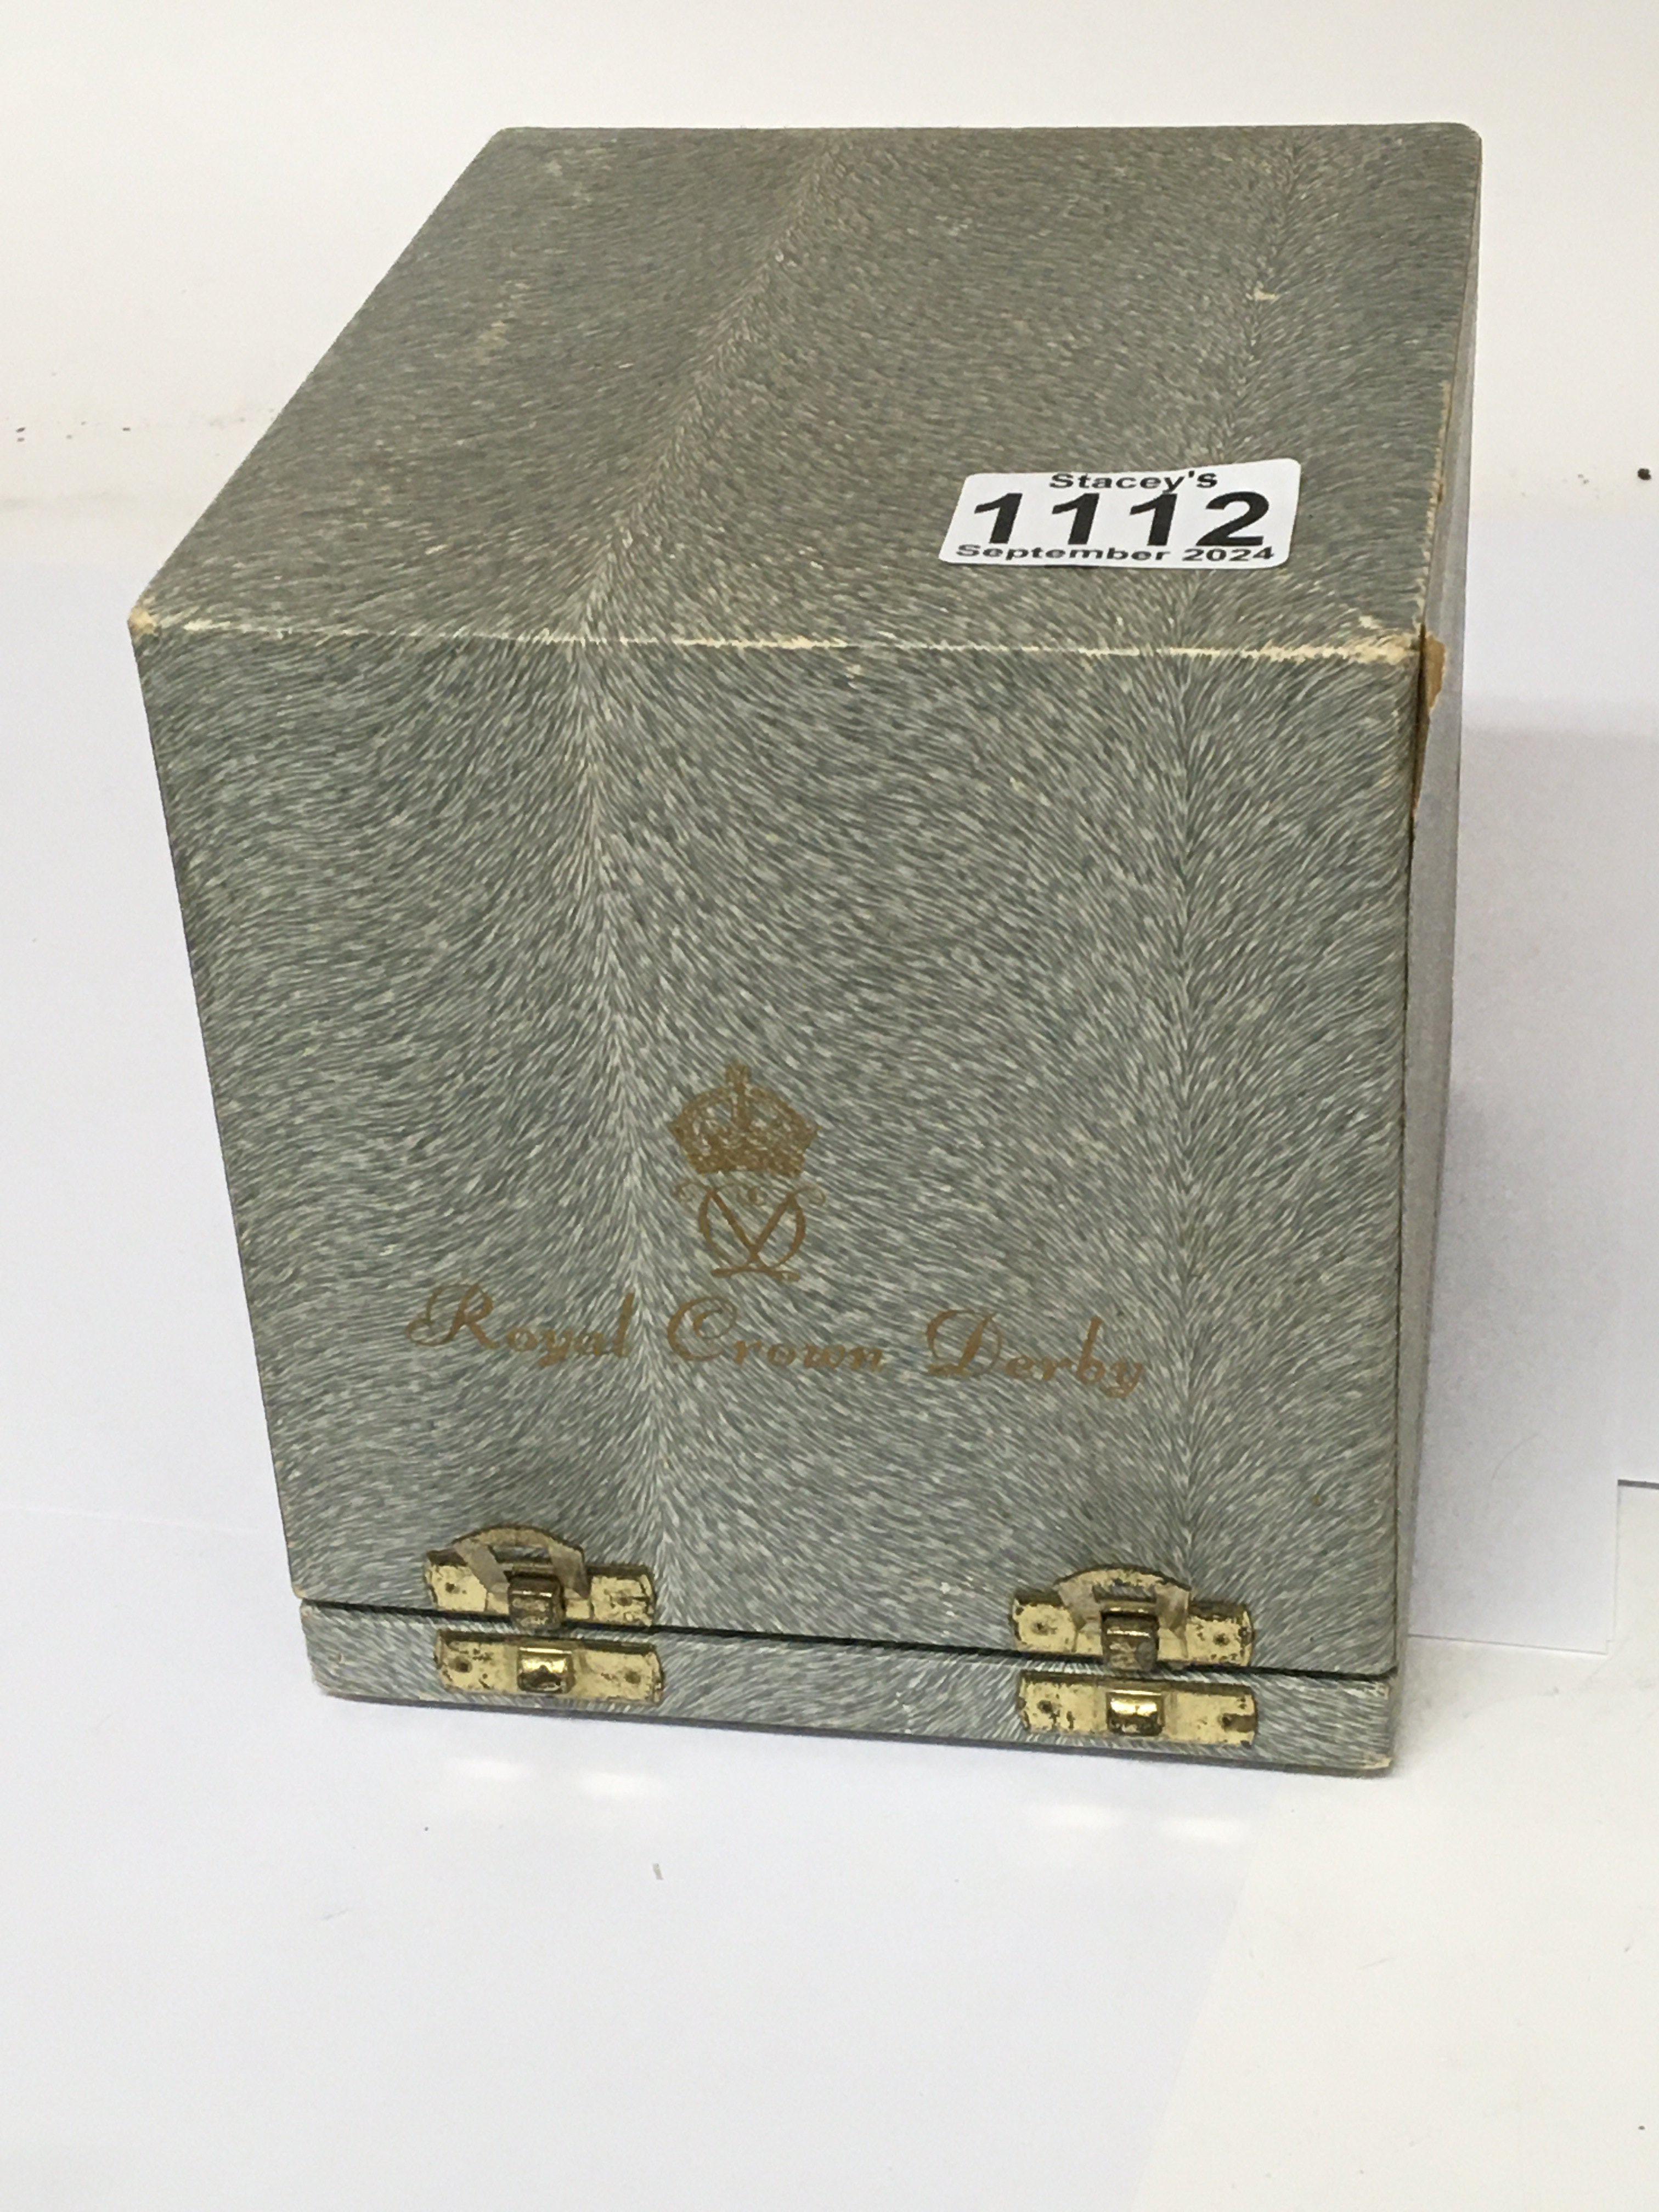 Stacey's
1112
September 2024
Royal Crown Derby